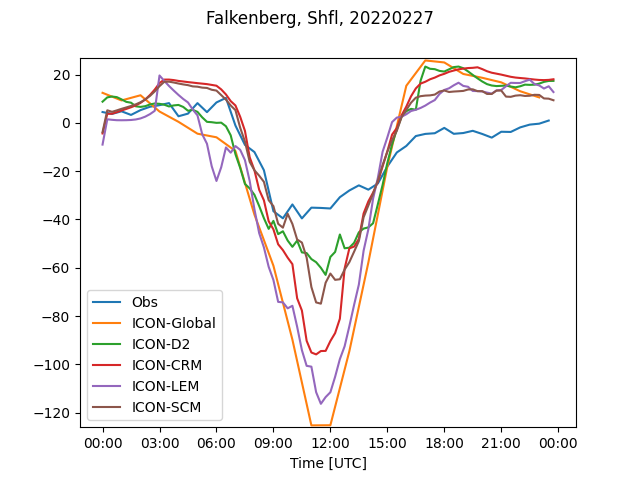 Falkenberg, Shfl, 20220227
20
0
−20
−40
−60
−80
−100
−120
Obs
ICON-Global
ICON-D2
ICON-CRM
ICON-LEM
ICON-SCM
00:00 03:00 06:00 09:00 12:00 15:00 18:00 21:00 00:00
Time [UTC]